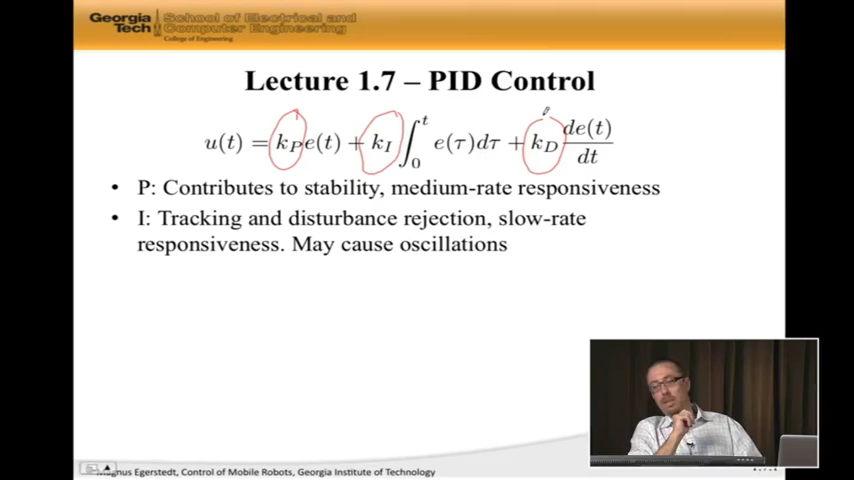 Georgia Tech
School of Electrical and Computer Engineering
College of Engineering
Lecture 1.7 – PID Control
u(t) = k_P e(t) + k_I ∫_0^t e(τ)dτ + k_D de(t)/dt
• P: Contributes to stability, medium-rate responsiveness
• I: Tracking and disturbance rejection, slow-rate
responsiveness. May cause oscillations
Magnus Egerstedt, Control of Mobile Robots, Georgia Institute of Technology